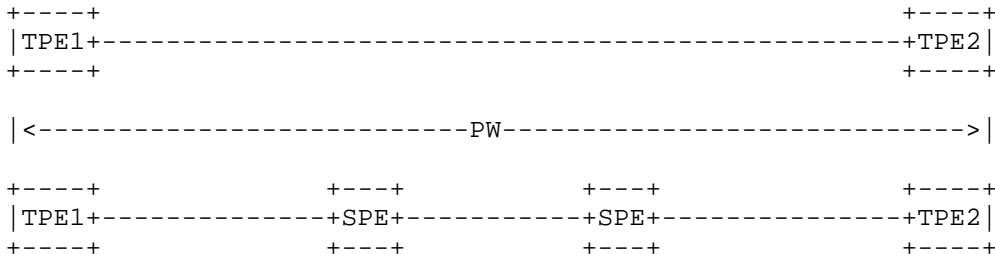 +----+                                                  +----+
|TPE1+--------------------------------------------------+TPE2|
+----+                                                  +----+
|<---------------------------PW----------------------------->|
+----+              +---+           +---+               +----+
|TPE1+--------------+SPE+-----------+SPE+---------------+TPE2|
+----+              +---+           +---+               +----+